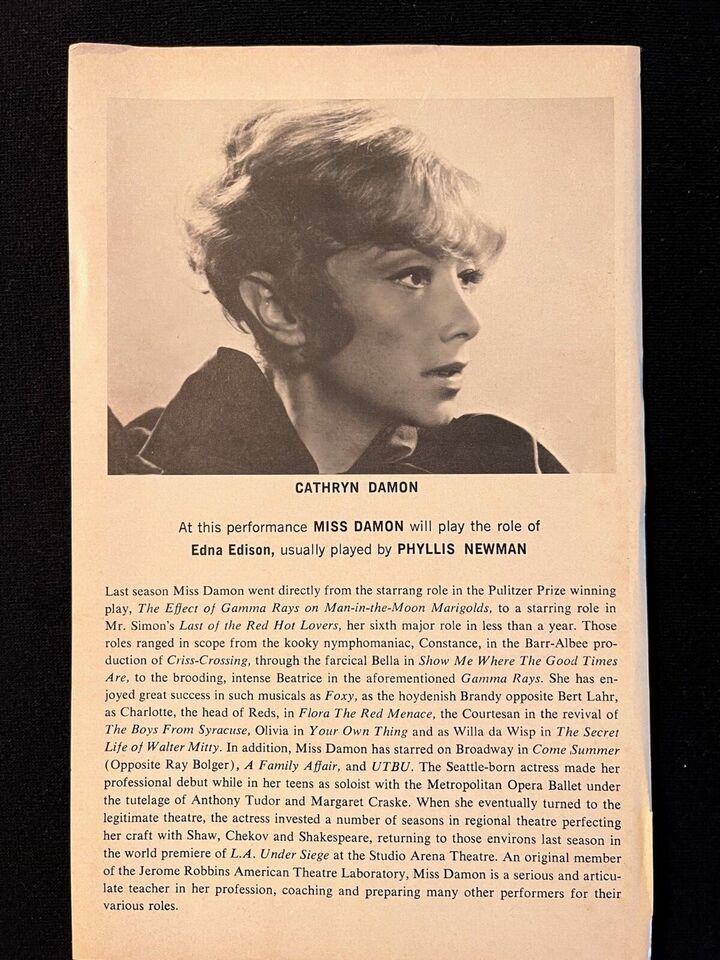 CATHRYN DAMON
At this performance MISS DAMON will play the role of
Edna Edison, usually played by PHYLLIS NEWMAN
Last season Miss Damon went directly from the starrang role in the Pulitzer Prize winning
play, The Effect of Gamma Rays on Man-in-the-Moon Marigolds, to a starring role in
Mr. Simon's Last of the Red Hot Lovers, her sixth major role in less than a year. Those
roles ranged in scope from the kooky nymphomaniac, Constance, in the Barr-Albee pro-
duction of Criss-Crossing, through the farcical Bella in Show Me Where The Good Times
Are, to the brooding, intense Beatrice in the aforementioned Gamma Rays. She has en-
joyed great success in such musicals as Foxy, as the hoydenish Brandy opposite Bert Lahr,
as Charlotte, the head of Reds, in Flora The Red Menace, the Courtesan in the revival of
The Boys From Syracuse, Olivia in Your Own Thing and as Willa da Wisp in The Secret
Life of Walter Mitty. In addition, Miss Damon has starred on Broadway in Come Summer
(Opposite Ray Bolger), A Family Affair, and UTBU. The Seattle-born actress made her
professional debut while in her teens as soloist with the Metropolitan Opera Ballet under
the tutelage of Anthony Tudor and Margaret Craske. When she eventually turned to the
legitimate theatre, the actress invested a number of seasons in regional theatre perfecting
her craft with Shaw, Chekov and Shakespeare, returning to those environs last season in
the world premiere of L.A. Under Siege at the Studio Arena Theatre. An original member
of the Jerome Robbins American Theatre Laboratory, Miss Damon is a serious and articu-
late teacher in her profession, coaching and preparing many other performers for their
various roles.